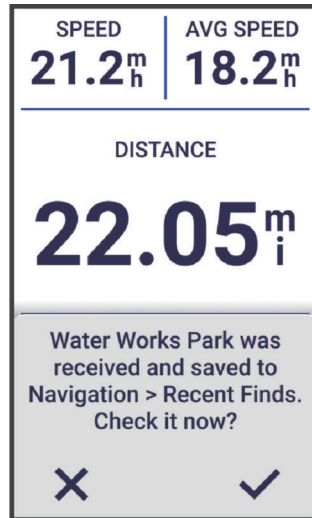 SPEED AVG SPEED
21.2mh 18.2mh
DISTANCE
22.05mi
Water Works Park was
received and saved to
Navigation > Recent Finds.
Check it now?